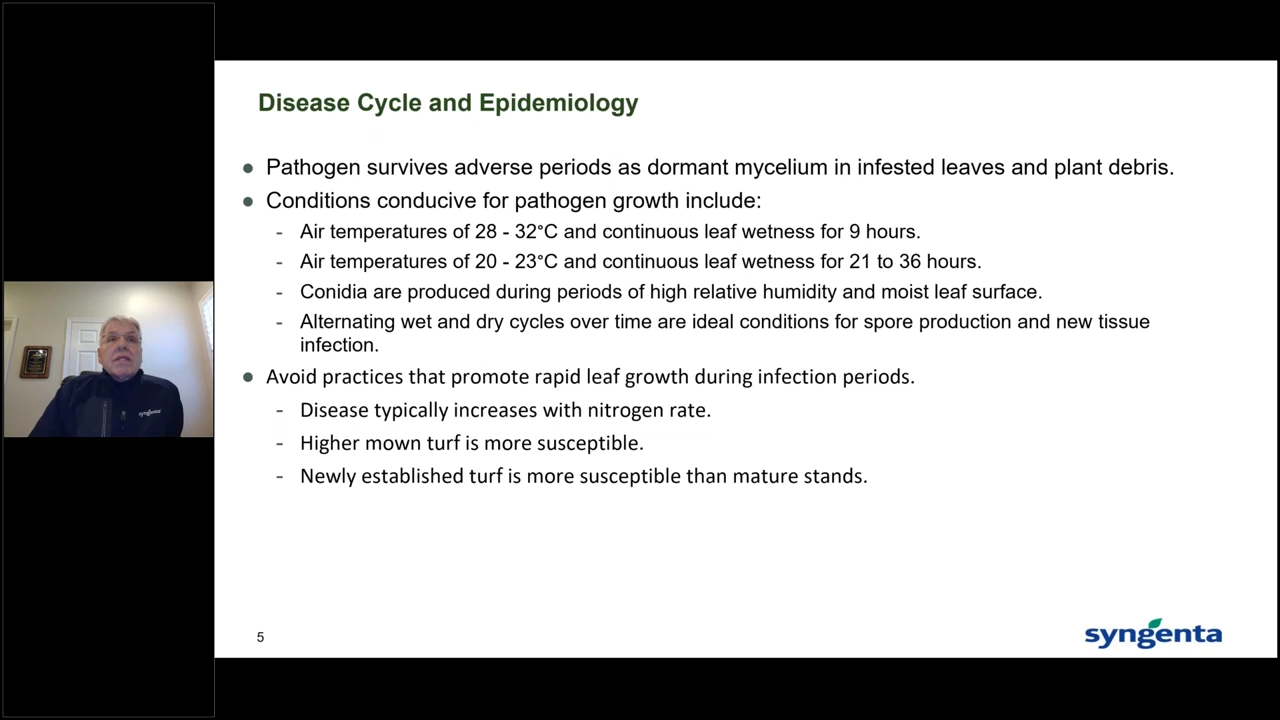 Disease Cycle and Epidemiology
● Pathogen survives adverse periods as dormant mycelium in infested leaves and plant debris.
● Conditions conducive for pathogen growth include:
- Air temperatures of 28 - 32°C and continuous leaf wetness for 9 hours.
- Air temperatures of 20 - 23°C and continuous leaf wetness for 21 to 36 hours.
- Conidia are produced during periods of high relative humidity and moist leaf surface.
- Alternating wet and dry cycles over time are ideal conditions for spore production and new tissue
infection.
● Avoid practices that promote rapid leaf growth during infection periods.
- Disease typically increases with nitrogen rate.
- Higher mown turf is more susceptible.
- Newly established turf is more susceptible than mature stands.
5
syngenta
syngenta